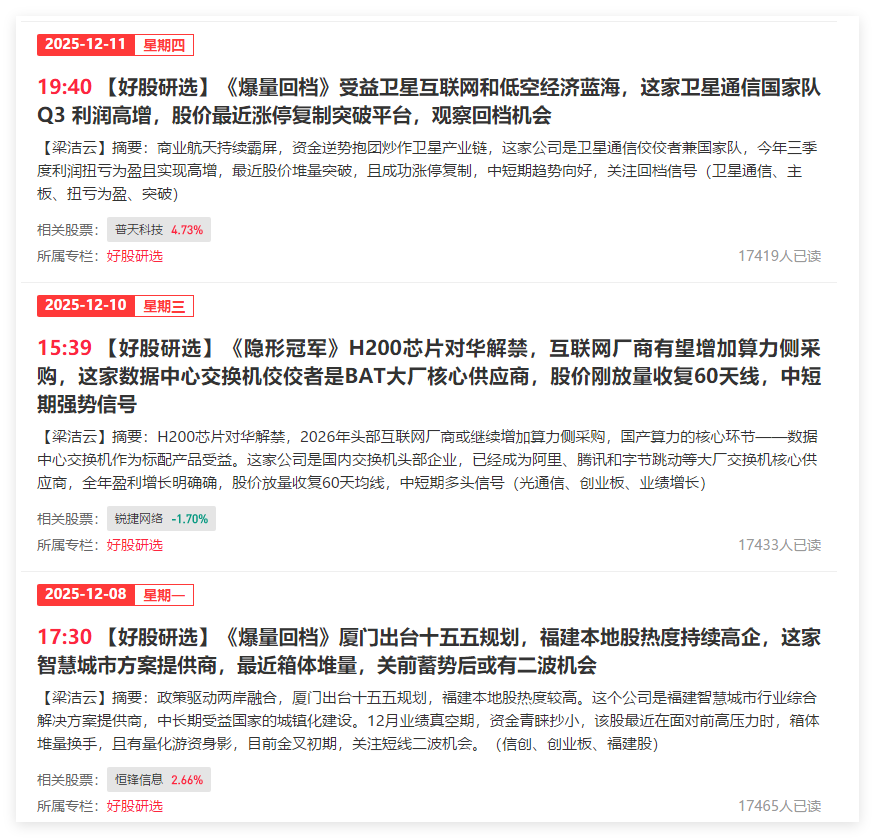 2025-12-11 星期四
19:40 【好股研选】《爆量回档》受益卫星互联网和低空经济蓝海，这家卫星通信国家队
Q3 利润高增，股价最近涨停复制突破平台，观察回档机会
【梁洁云】摘要：商业航天持续霸屏，资金逆势抱团炒作卫星产业链，这家公司是卫星通信佼佼者兼国家队，今年三季
度利润扭亏为盈且实现高增，最近股价堆量突破，且成功涨停复制，中短期趋势向好，关注回档信号（卫星通信、主
板、扭亏为盈、突破）
相关股票： 普天科技 4.73%
所属专栏：好股研选 17419人已读
2025-12-10 星期三
15:39 【好股研选】《隐形冠军》H200芯片对华解禁，互联网厂商有望增加算力侧采
购，这家数据中心交换机佼佼者是BAT大厂核心供应商，股价刚放量收复60天线，中短
期强势信号
【梁洁云】摘要：H200芯片对华解禁，2026年头部互联网厂商或继续增加算力侧采购，国产算力的核心环节——数据
中心交换机作为标配产品受益。这家公司是国内交换机头部企业，已经成为阿里、腾讯和字节跳动等大厂交换机核心供
应商，全年盈利增长明确确，股价放量收复60天均线，中短期多头信号（光通信、创业板、业绩增长）
相关股票： 锐捷网络 -1.70%
所属专栏：好股研选 17433人已读
2025-12-08 星期一
17:30 【好股研选】《爆量回档》厦门出台十五五规划，福建本地股热度持续高企，这家
智慧城市方案提供商，最近箱体堆量，关前蓄势后或有二波机会
【梁洁云】摘要：政策驱动两岸融合，厦门出台十五五规划，福建本地股热度较高。这个公司是福建智慧城市行业综合
解决方案提供商，中长期受益国家的城镇化建设。12月业绩真空期，资金青睐抄小，该股最近在面对前高压力时，箱体
堆量换手，且有量化游资身影，目前金叉初期，关注短线二波机会。（信创、创业板、福建股）
相关股票： 恒锋信息 2.66%
所属专栏：好股研选 17465人已读